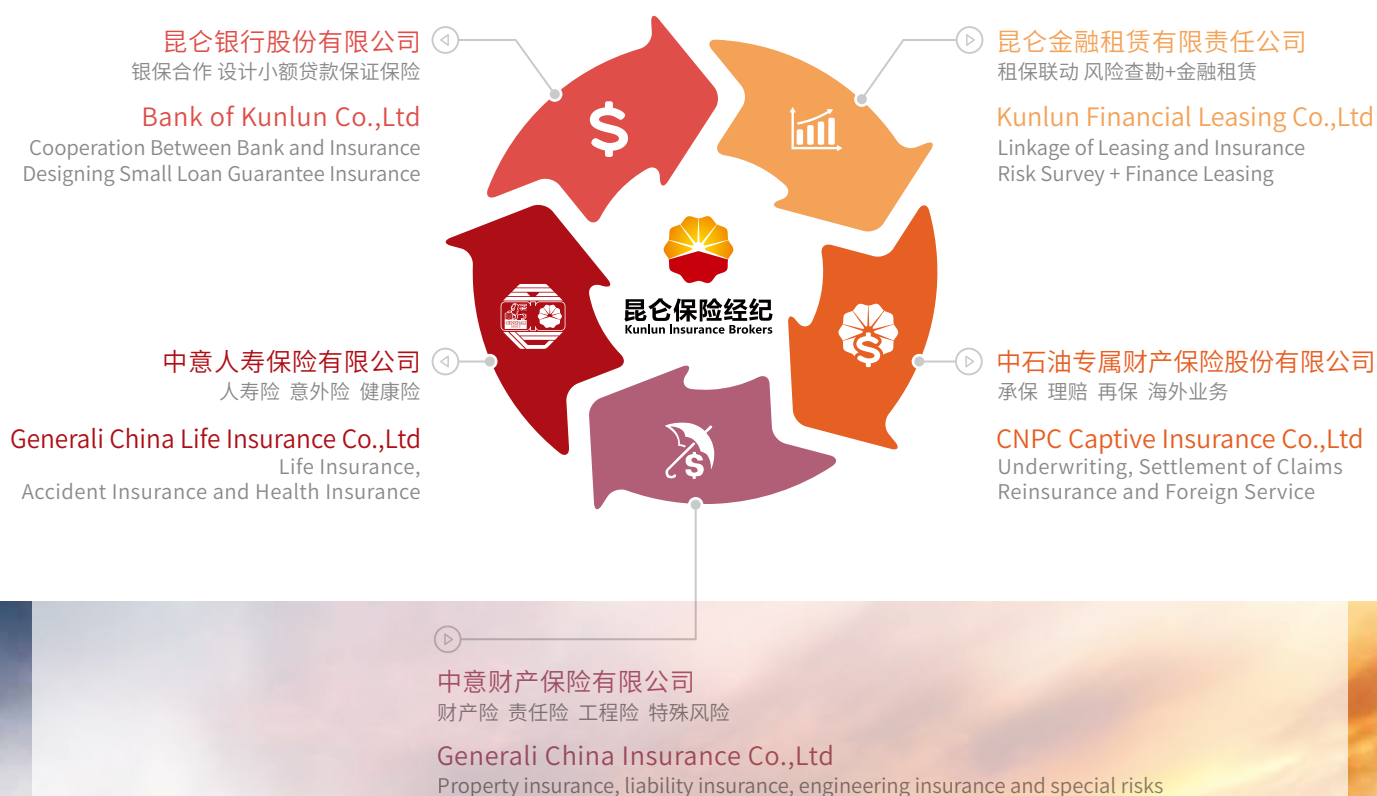 昆仑银行股份有限公司
银保合作 设计小额贷款保证保险
Bank of Kunlun Co.,Ltd
Cooperation Between Bank and Insurance
Designing Small Loan Guarantee Insurance
昆仑金融租赁有限责任公司
租保联动 风险查勘+金融租赁
Kunlun Financial Leasing Co.,Ltd
Linkage of Leasing and Insurance
Risk Survey + Finance Leasing
昆仑保险经纪
Kunlun Insurance Brokers
中意人寿保险有限公司
人寿险 意外险 健康险
Generali China Life Insurance Co.,Ltd
Life Insurance,
Accident Insurance and Health Insurance
中石油专属财产保险股份有限公司
承保 理赔 再保 海外业务
CNPC Captive Insurance Co.,Ltd
Underwriting, Settlement of Claims
Reinsurance and Foreign Service
中意财产保险有限公司
财产险 责任险 工程险 特殊风险
Generali China Insurance Co.,Ltd
Property insurance, liability insurance, engineering insurance and special risks